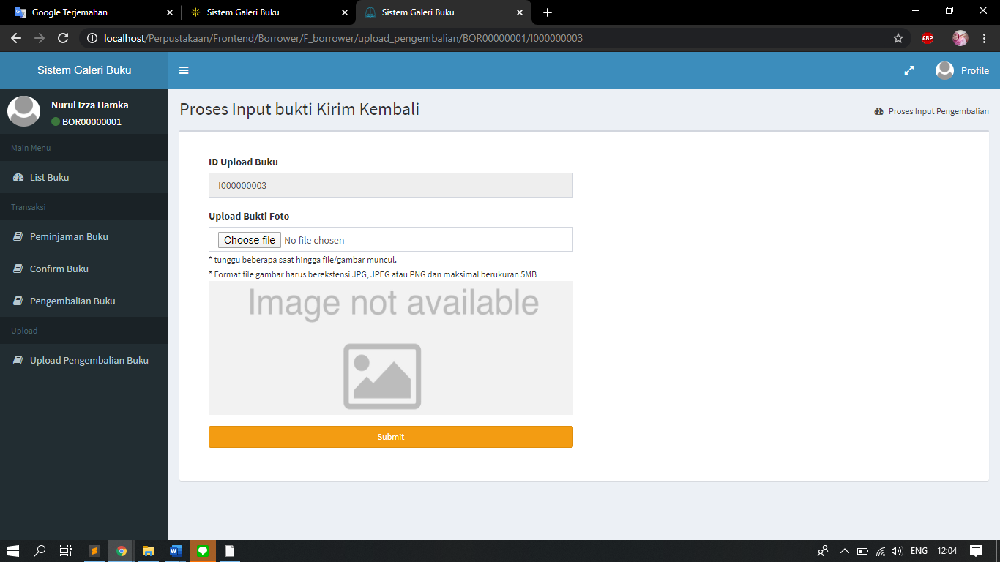 Google Terjemahan
Sistem Galeri Buku
Sistem Galeri Buku
localhost/Perpustakaan/Frontend/Borrower/F_borrower/upload_pengembalian/BOR00000001/I000000003
ABP
Sistem Galeri Buku
Profile
Nurul Izza Hamka
BOR00000001
Main Menu
List Buku
Transaksi
Peminjaman Buku
Confirm Buku
Pengembalian Buku
Upload
Upload Pengembalian Buku
Proses Input bukti Kirim Kembali
Proses Input Pengembalian
ID Upload Buku
I000000003
Upload Bukti Foto
Choose file No file chosen
* tunggu beberapa saat hingga file/gambar muncul.
* Format file gambar harus berekstensi JPG, JPEG atau PNG dan maksimal berukuran 5MB
Image not available
Submit
ENG
12:04